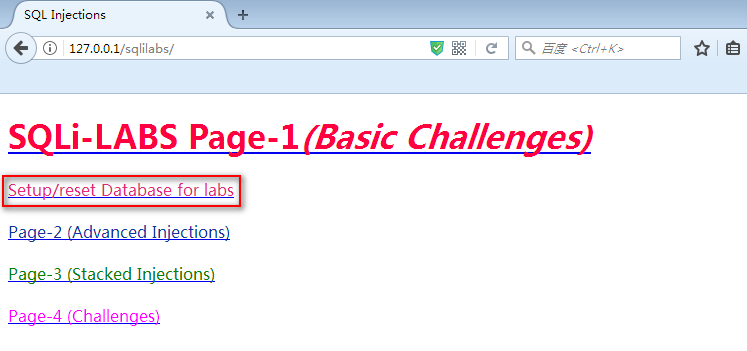 SQL Injections
127.0.0.1/sqlilabs/
百度 <Ctrl+K>
SQLi-LABS Page-1(Basic Challenges)
Setup/reset Database for labs
Page-2 (Advanced Injections)
Page-3 (Stacked Injections)
Page-4 (Challenges)